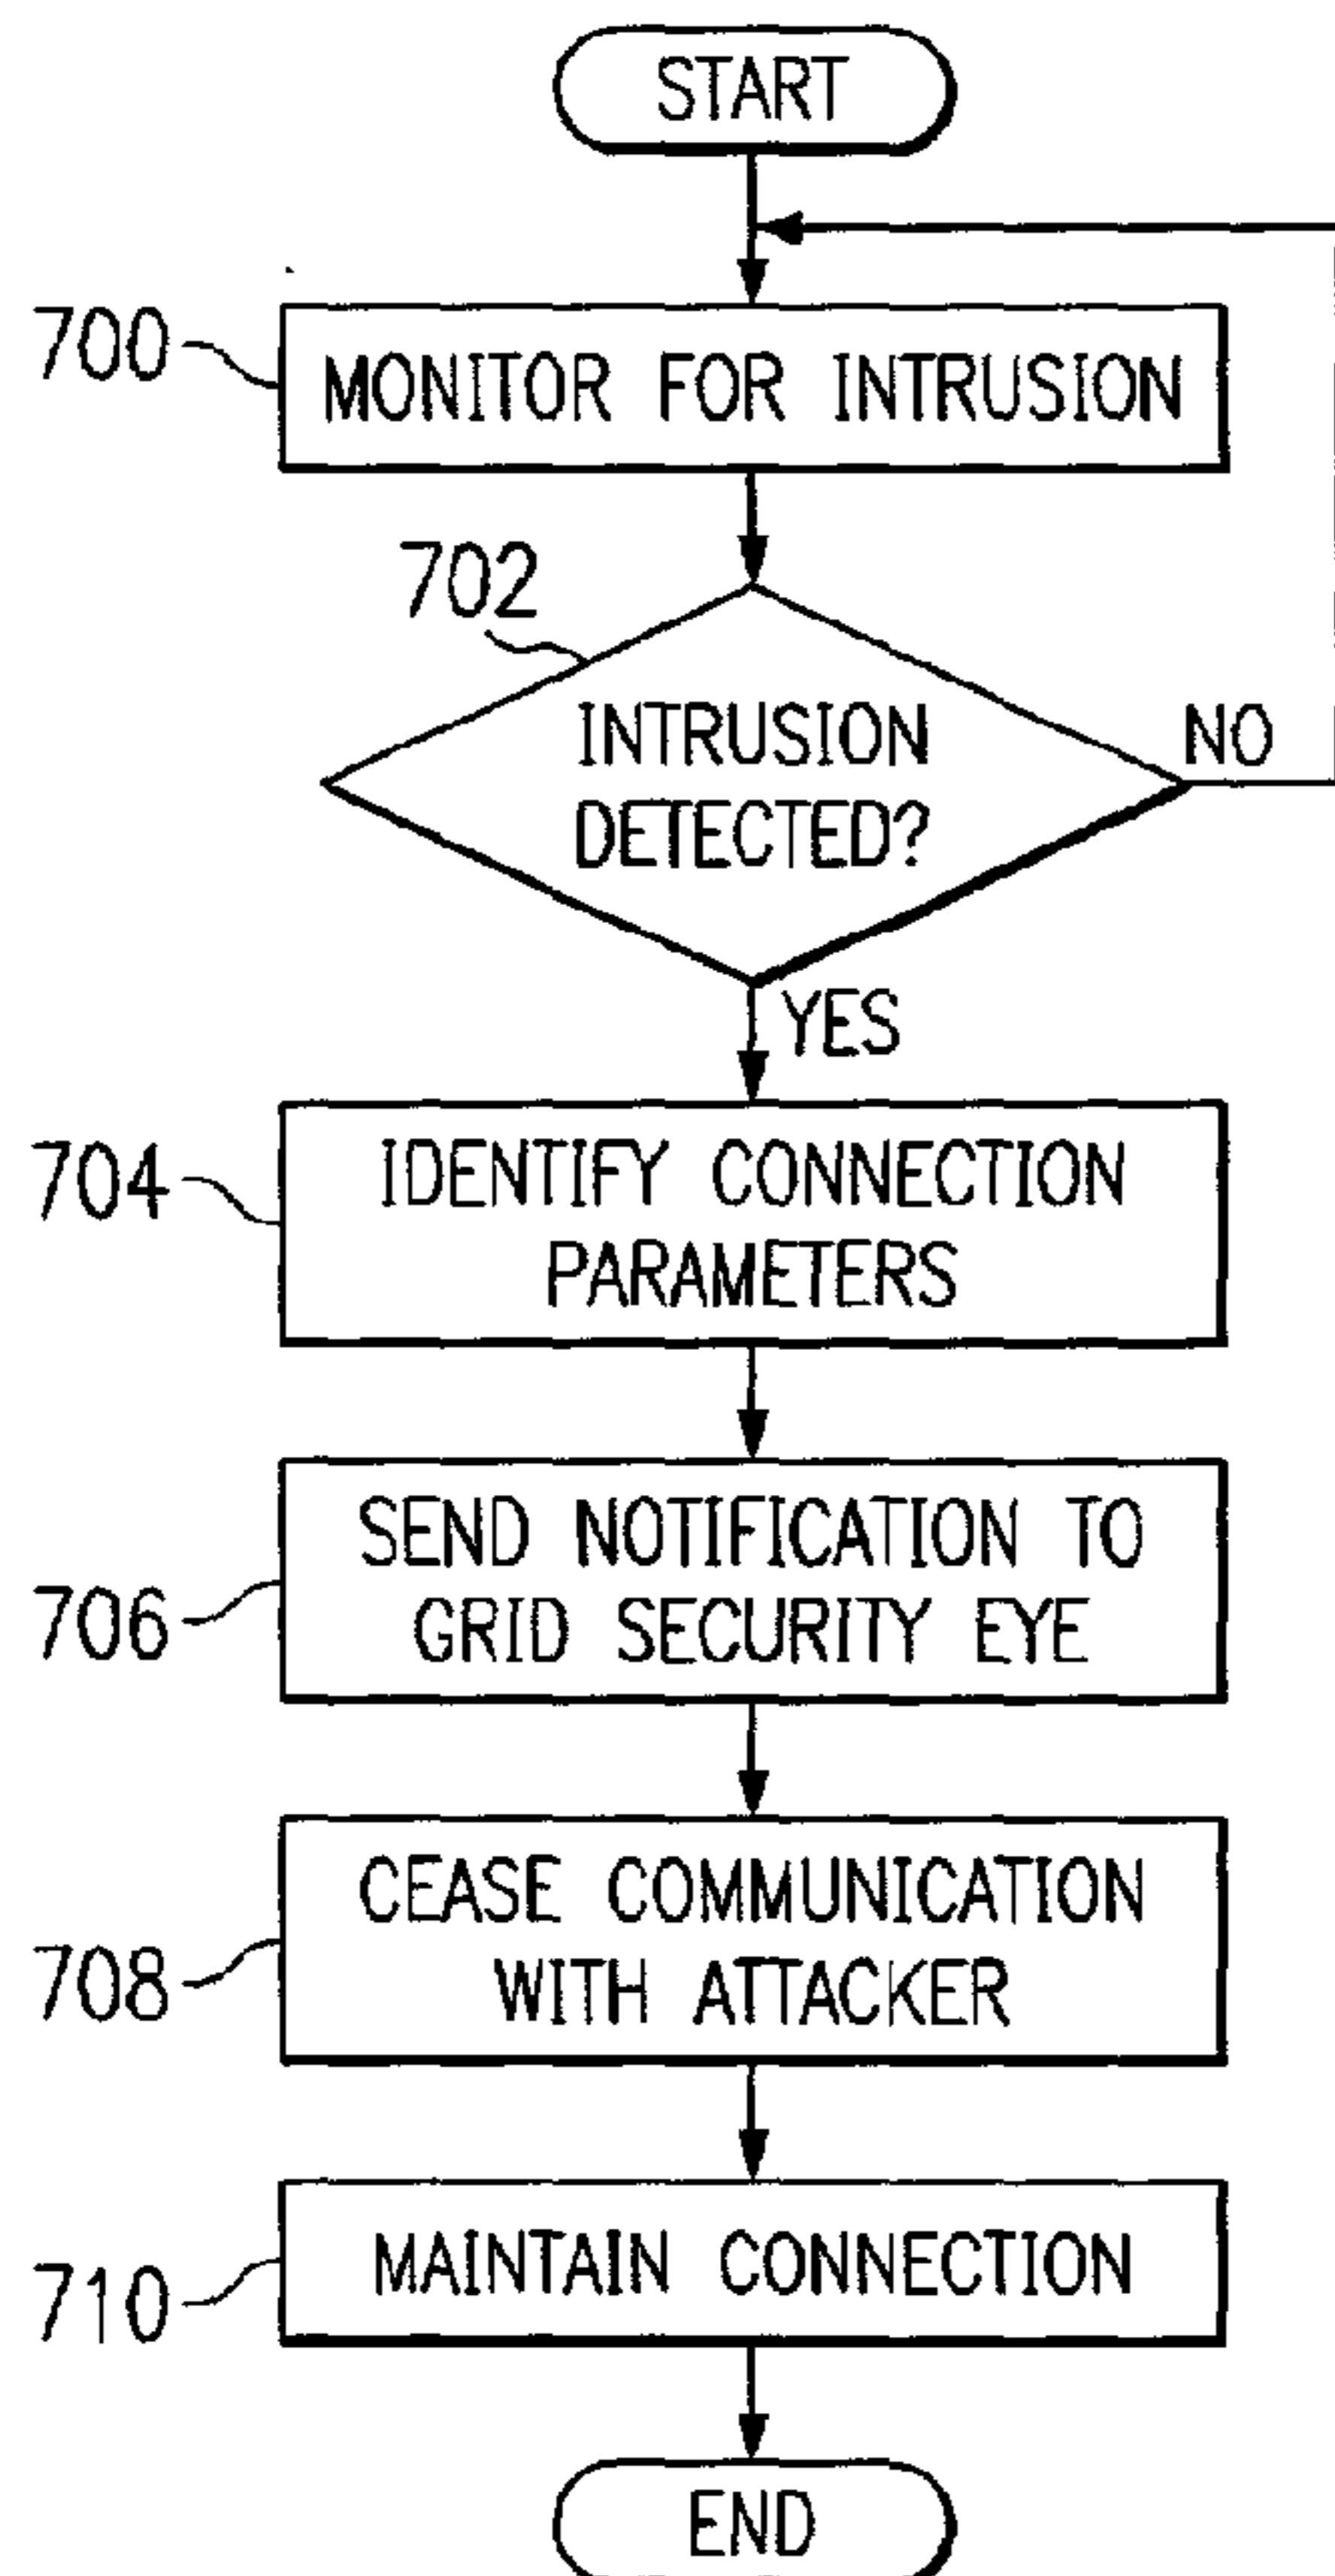 START
700
MONITOR FOR INTRUSION
702
INTRUSION
DETECTED?
NO
YES
704
IDENTIFY CONNECTION
PARAMETERS
706
SEND NOTIFICATION TO
GRID SECURITY EYE
708
CEASE COMMUNICATION
WITH ATTACKER
710
MAINTAIN CONNECTION
END